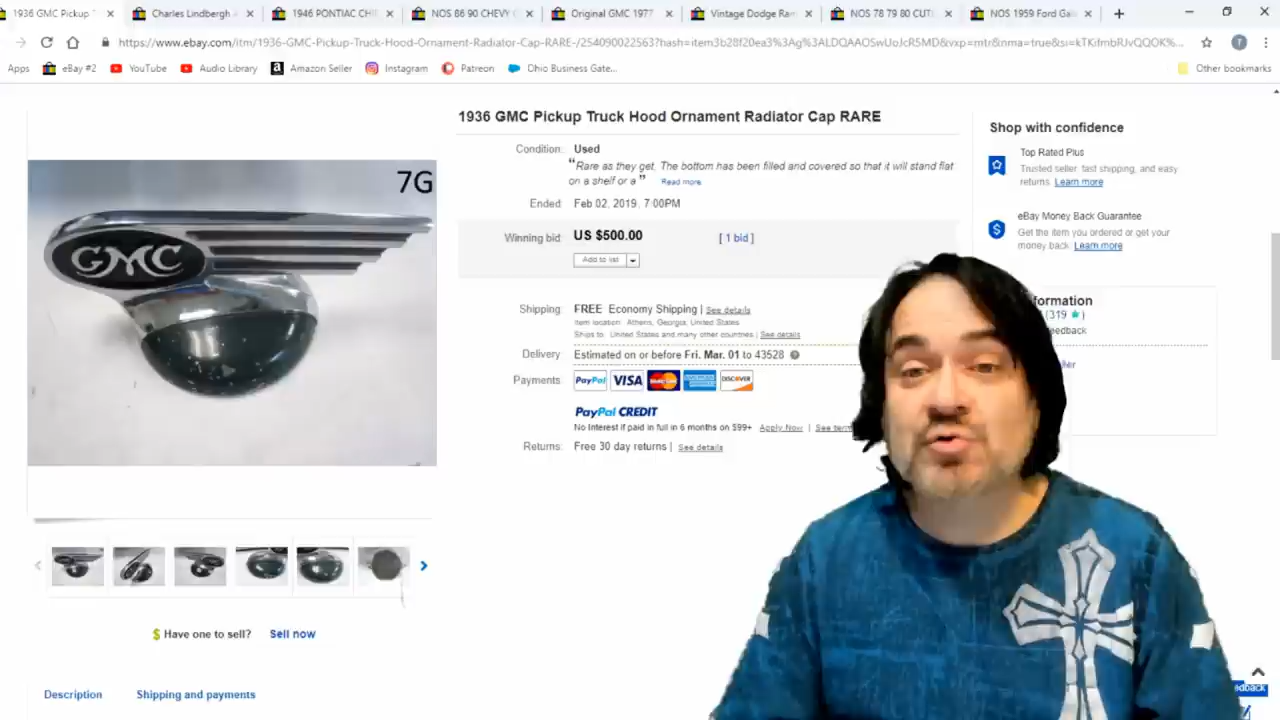 1936 GMC Pickup
Charles Lindbergh
1946 PONTIAC CHI
NOS 86 90 CHEVY
Original GMC 1977
Vintage Dodge Ram
NOS 78 79 80 CUT
NOS 1959 Ford Gala
T
Apps
eBay #2
YouTube
Audio Library
Amazon Seller
Instagram
Patreon
Ohio Business Gate...
Other bookmarks
1936 GMC Pickup Truck Hood Ornament Radiator Cap RARE
Condition: Used
"Rare as they get. The bottom has been filled and covered so that it will stand flat
on a shelf or a" Read more
Ended: Feb 02, 2019, 7:00PM
Winning bid: US $500.00 [ 1 bid ]
Add to list
Shipping: FREE Economy Shipping | See details
Item location: Athens, Georgia, United States
Ships to: United States and many other countries | See details
Delivery: Estimated on or before Fri. Mar. 01 to 43528
Payments: PayPal VISA MasterCard AMERICAN EXPRESS DISCOVER
PayPal CREDIT
No Interest if paid in full in 6 months on $99+ Apply Now | See term
Returns: Free 30 day returns | See details
7G
GMC
Have one to sell? Sell now
Description
Shipping and payments
Shop with confidence
Top Rated Plus
Trusted seller, fast shipping, and easy
returns. Learn more
eBay Money Back Guarantee
Get the item you ordered or get your
money back. Learn more
formation
(319
edback
ller
edback